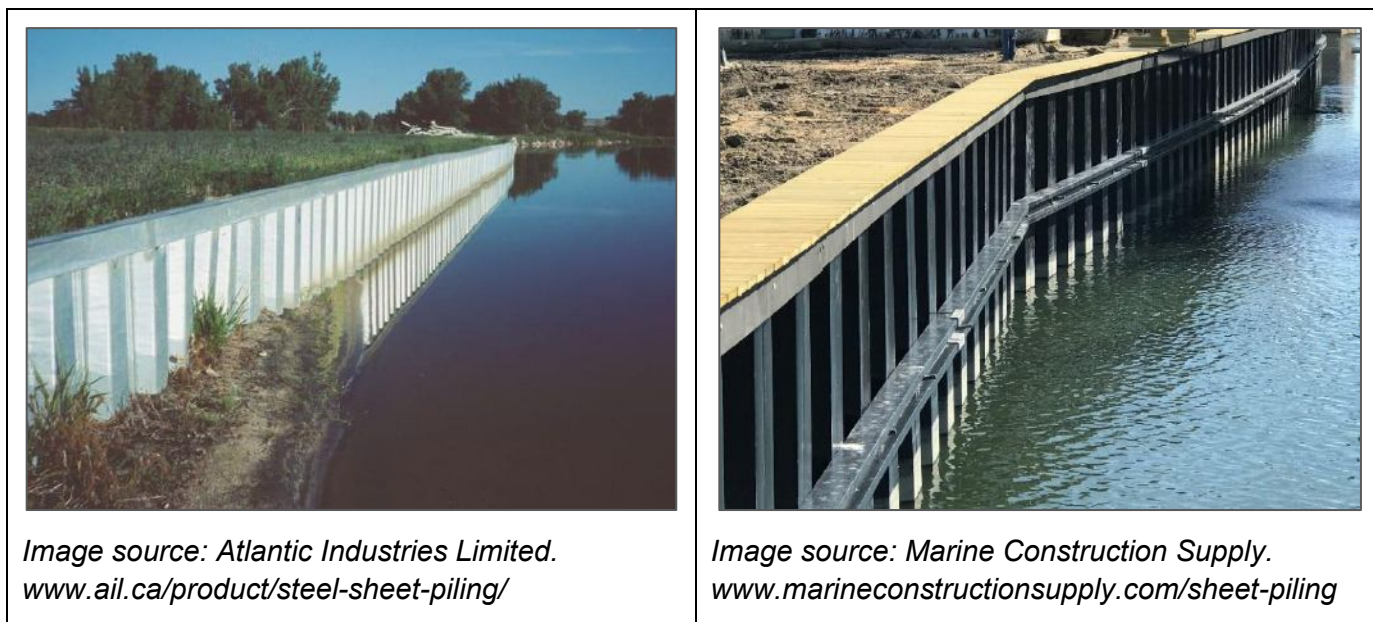 Image source: Atlantic Industries Limited.
www.ail.ca/product/steel-sheet-piling/
Image source: Marine Construction Supply.
www.marineconstructionsupply.com/sheet-piling